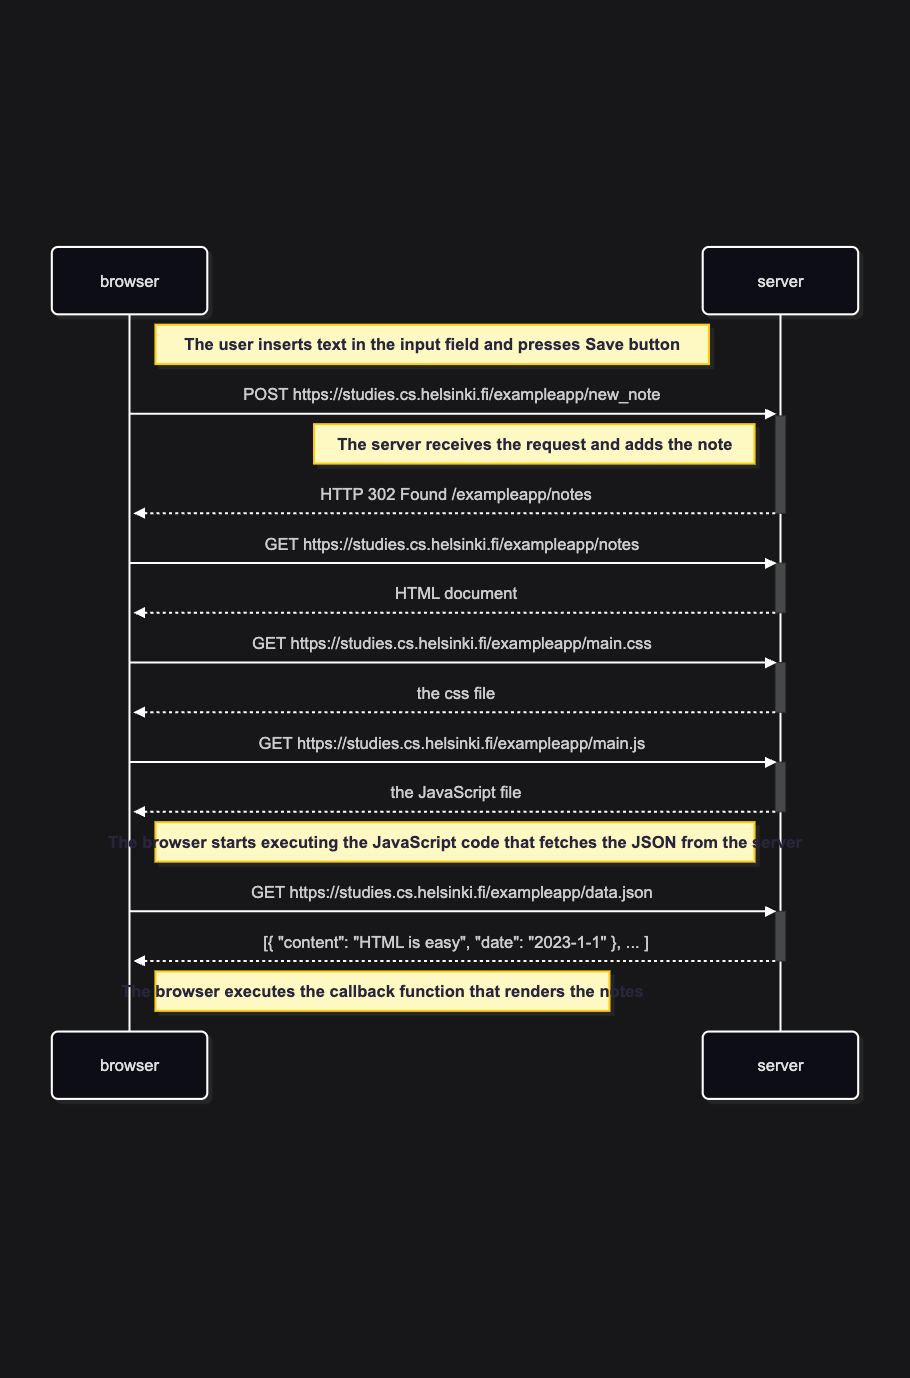 browser
server
The user inserts text in the input field and presses Save button
POST https://studies.cs.helsinki.fi/exampleapp/new_note
The server receives the request and adds the note
HTTP 302 Found /exampleapp/notes
GET https://studies.cs.helsinki.fi/exampleapp/notes
HTML document
GET https://studies.cs.helsinki.fi/exampleapp/main.css
the css file
GET https://studies.cs.helsinki.fi/exampleapp/main.js
the JavaScript file
The browser starts executing the JavaScript code that fetches the JSON from the server
GET https://studies.cs.helsinki.fi/exampleapp/data.json
[{ "content": "HTML is easy", "date": "2023-1-1" }, ... ]
The browser executes the callback function that renders the notes
browser
server